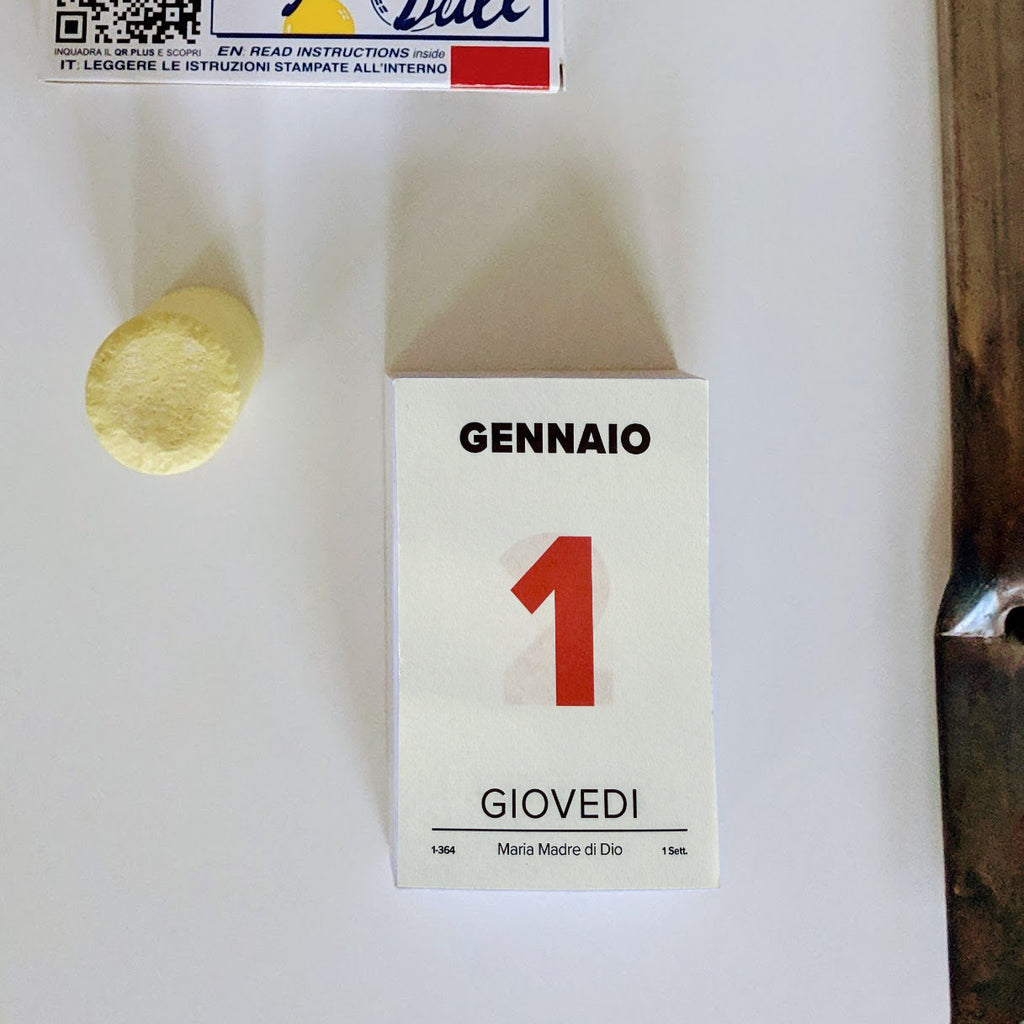 INQUADRA IL QR PLUS E SCOPRI
EN: READ INSTRUCTIONS inside
IT: LEGGERE LE ISTRUZIONI STAMPATE ALL'INTERNO
GENNAIO
1
2
GIOVEDI
1-364 Maria Madre di Dio 1 Sett.